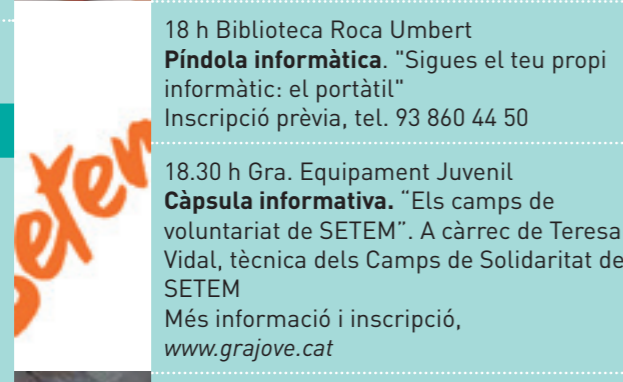 18 h Biblioteca Roca Umbert
Píndola informàtica. "Sigues el teu propi
informàtic: el portàtil"
Inscripció prèvia, tel. 93 860 44 50
18.30 h Gra. Equipament Juvenil
Càpsula informativa. “Els camps de
voluntariat de SETEM”. A càrrec de Teresa
Vidal, tècnica dels Camps de Solidaritat de
SETEM
Més informació i inscripció,
www.grajove.cat